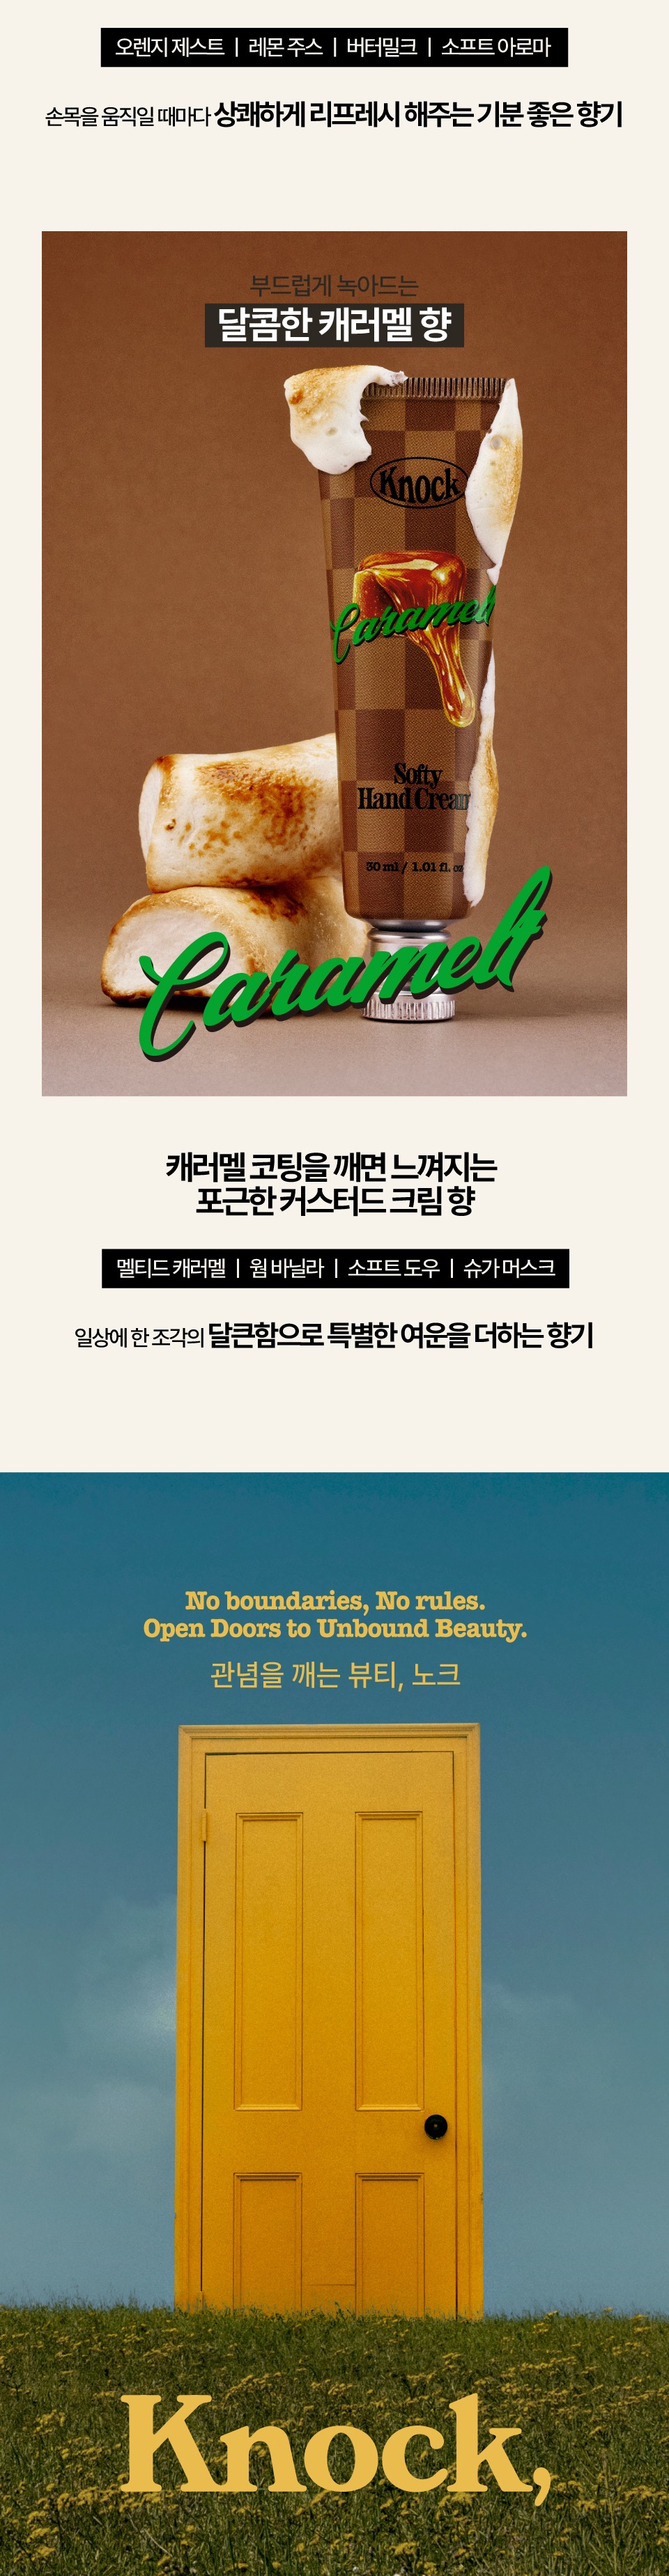 오렌지 제스트 | 레몬 주스 | 버터밀크 | 소프트 아로마
손목을 움직일 때마다 상쾌하게 리프레시 해주는 기분 좋은 향기
부드럽게 녹아드는
달콤한 캐러멜 향
Knock
Caramelt
Softy
Hand Cream
30 ml / 1.01 fl. oz
Caramelt
캐러멜 코팅을 깨면 느껴지는
포근한 커스터드 크림 향
멜티드 캐러멜 | 웜 바닐라 | 소프트 도우 | 슈가 머스크
일상에 한 조각의 달큰함으로 특별한 여운을 더하는 향기
No boundaries, No rules.
Open Doors to Unbound Beauty.
관념을 깨는 뷰티, 노크
Knock,